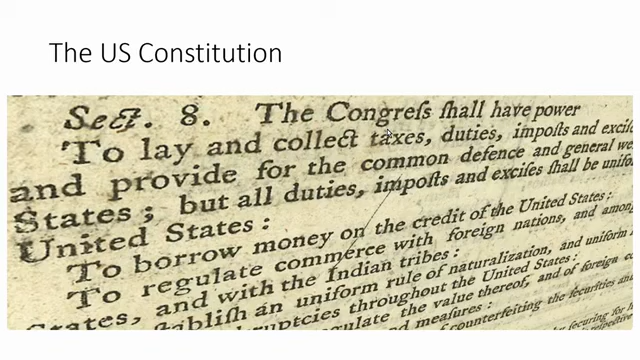 The US Constitution
Sect. 8. The Congreſs ſhall have power
To lay and collect taxes, duties, impoſts and
and provide for the common defence and general
States; but all duties, impoſts and exciſes ſhall be
United States:
To borrow money on the credit of the United States;
To regulate commerce with foreign nations, and
States, and with the Indian tribes:
an uniform rule of naturalization, and uniform
throughout the United States:
the value thereof, and of foreign
meaſures:
counterfeiting the ſecurities